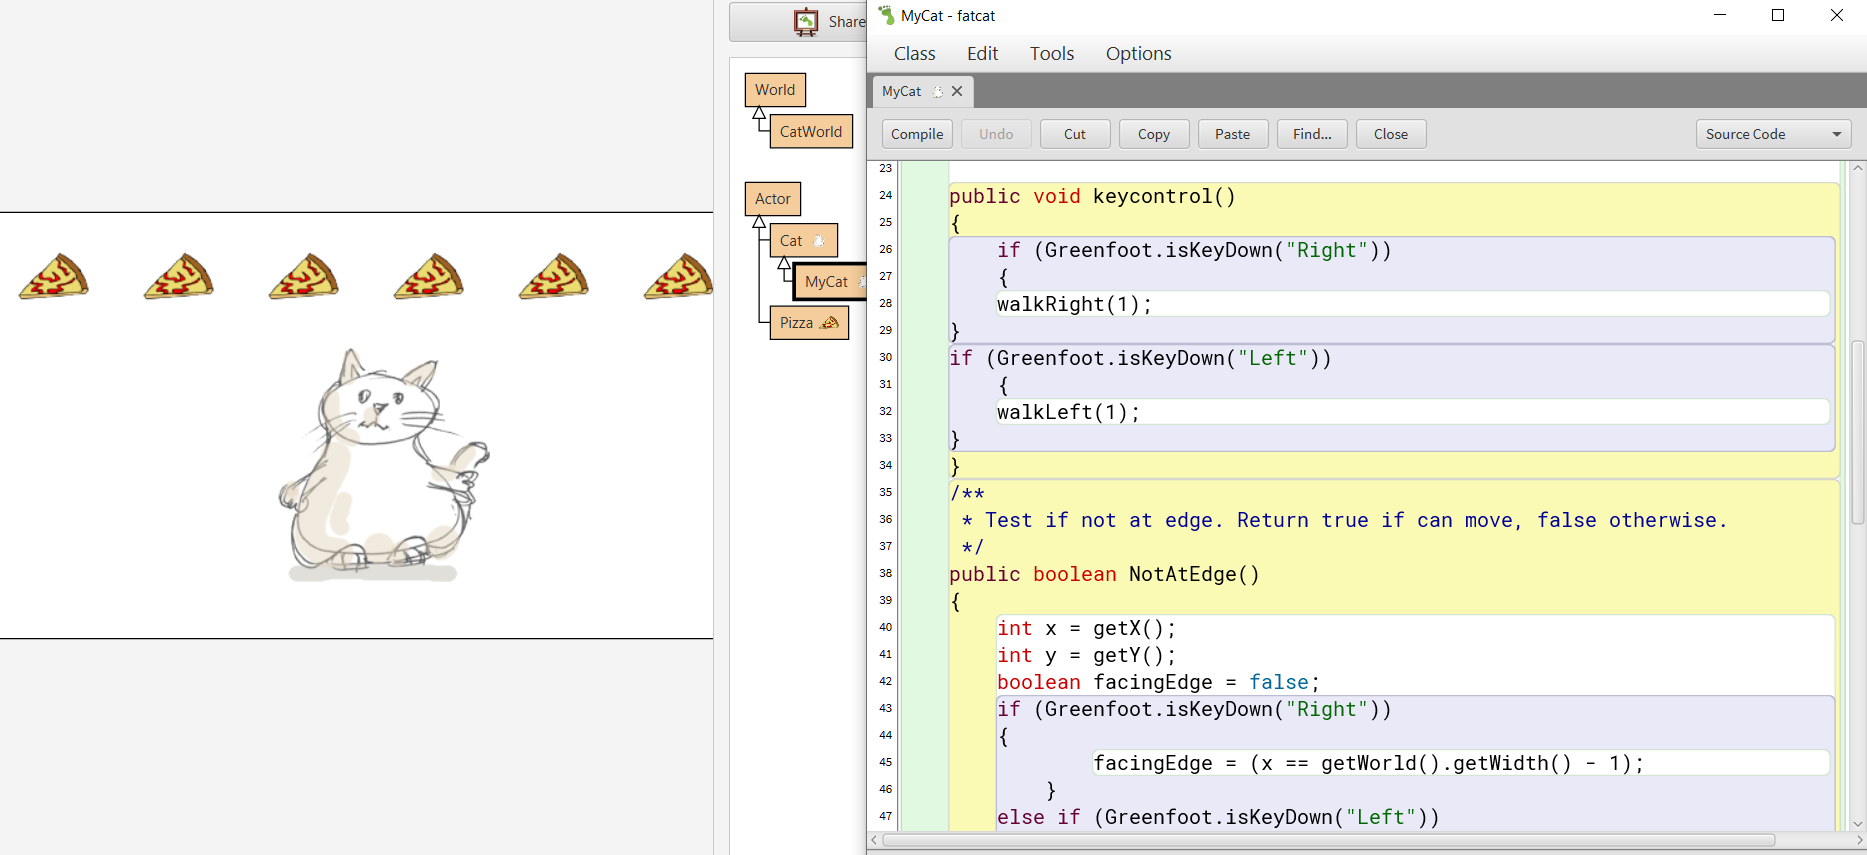 Share
World
CatWorld
Actor
Cat
MyCat
Pizza
MyCat - fatcat
Class Edit Tools Options
MyCat
Compile Undo Cut Copy Paste Find... Close Source Code
23
24 public void keycontrol()
25 {
26 if (Greenfoot.isKeyDown("Right"))
27 {
28 walkRight(1);
29 }
30 if (Greenfoot.isKeyDown("Left"))
31 {
32 walkLeft(1);
33 }
34 }
35 /**
36 * Test if not at edge. Return true if can move, false otherwise.
37 */
38 public boolean NotAtEdge()
39 {
40 int x = getX();
41 int y = getY();
42 boolean facingEdge = false;
43 if (Greenfoot.isKeyDown("Right"))
44 {
45 facingEdge = (x == getWorld().getWidth() - 1);
46 }
47 else if (Greenfoot.isKeyDown("Left"))